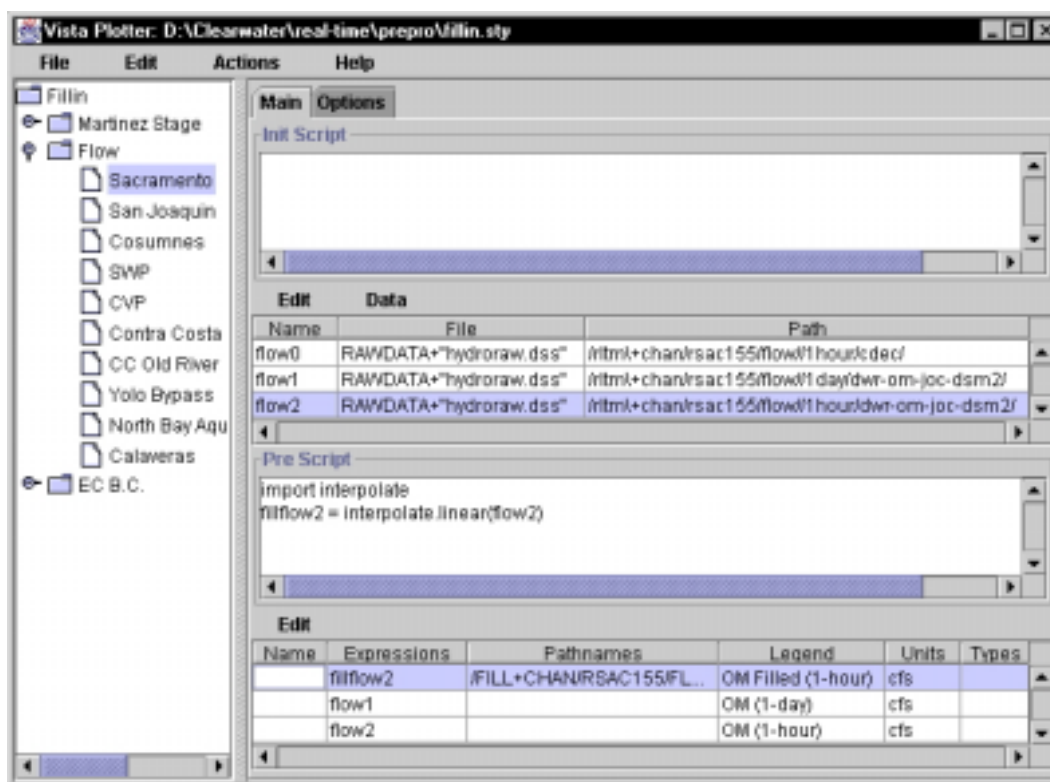 Vista Plotter: D:\Clearwater\real-time\prepro\fillin.sty
File Edit Actions Help
Fillin
Martinez Stage
Flow
Sacramento
San Joaquin
Cosumnes
SWP
CVP
Contra Costa
CC Old River
Yolo Bypass
North Bay Aqu
Calaveras
EC B.C.
Main Options
Init Script
Edit Data
Name File Path
flow0 RAWDATA+"hydroraw.dss" /rltm\+chan/rsac155/flow//1hour/cdec/
flow1 RAWDATA+"hydroraw.dss" /rltm\+chan/rsac155/flow//1day/dwr-om-joc-dsm2/
flow2 RAWDATA+"hydroraw.dss" /rltm\+chan/rsac155/flow//1hour/dwr-om-joc-dsm2/
Pre Script
import interpolate
fillflow2 = interpolate.linear(flow2)
Edit
Name Expressions Pathnames Legend Units Types
fillflow2 /FILL+CHAN/RSAC155/FL... OM Filled (1-hour) cfs
flow1 OM (1-day) cfs
flow2 OM (1-hour) cfs